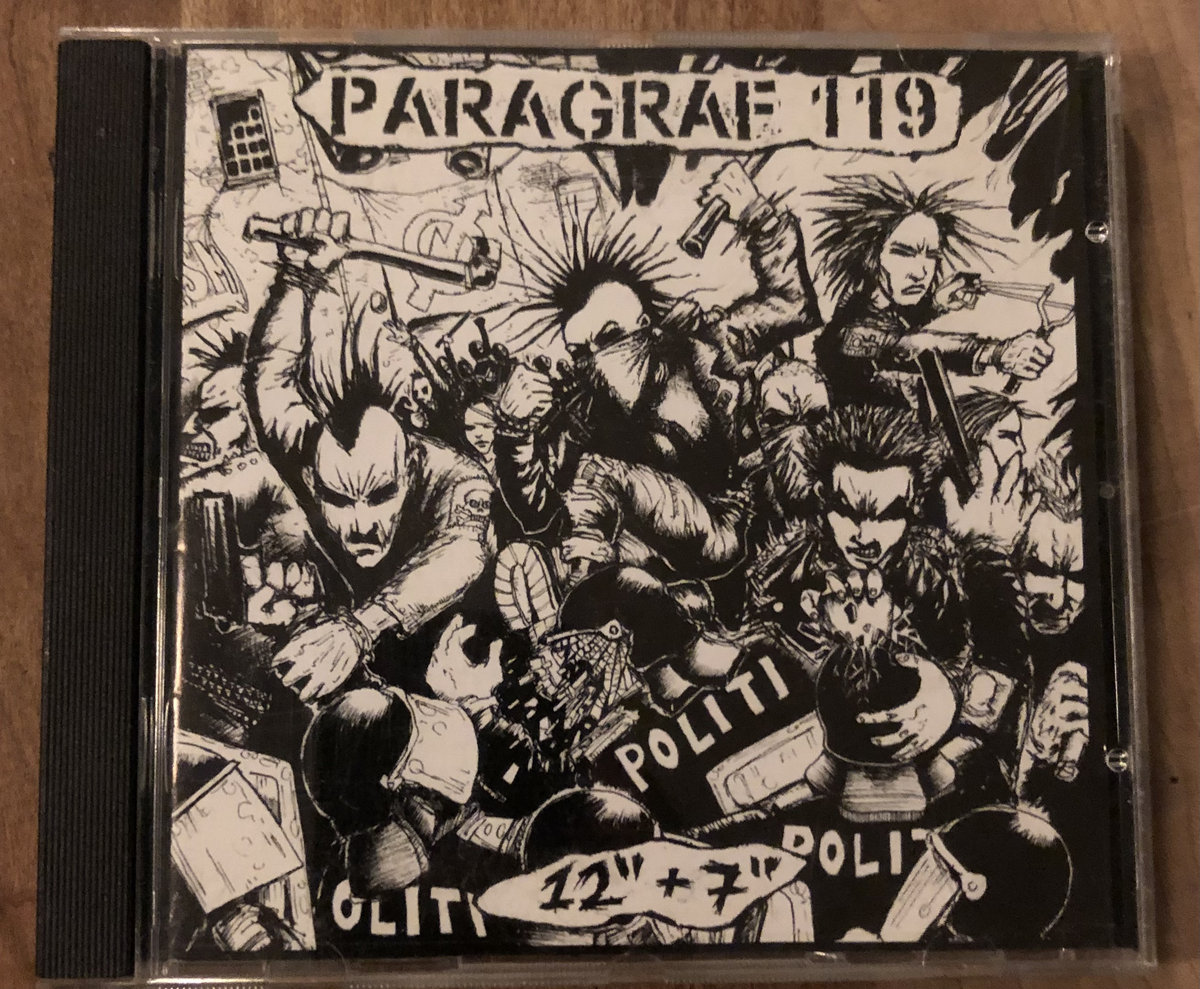 PARAGRAF 119
POLITI
POLIT
OLITI
12" + 7"